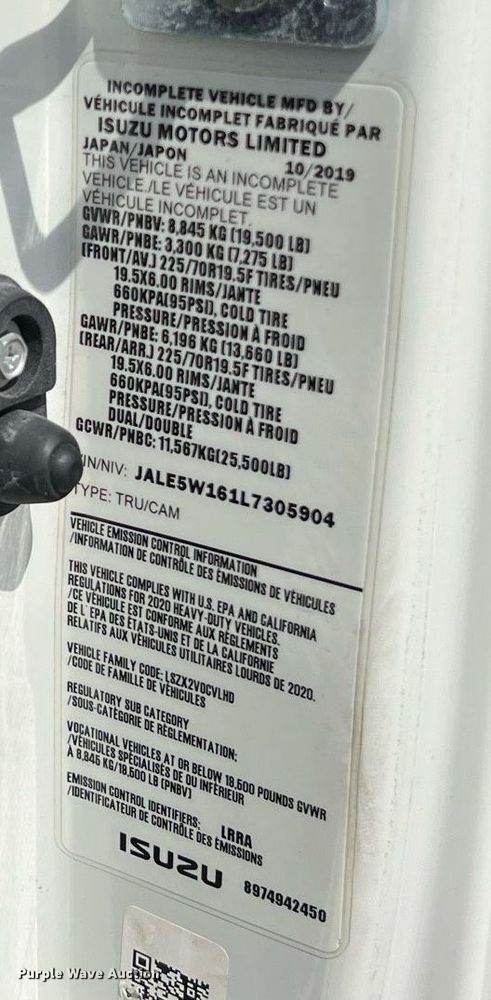 INCOMPLETE VEHICLE MFD BY/
VÉHICULE INCOMPLET FABRIQUÉ PAR
ISUZU MOTORS LIMITED
JAPAN/JAPON 10/2019
THIS VEHICLE IS AN INCOMPLETE
VEHICLE./LE VÉHICULE EST UN
VÉHICULE INCOMPLET.
GVWR/PNBV: 8,845 KG (19,500 LB)
GAWR/PNBE: 3,300 KG (7,275 LB)
(FRONT/AV.) 225/70R19.5F TIRES/PNEU
19.5X6.00 RIMS/JANTE
660KPA(95PSI), COLD TIRE
PRESSURE/PRESSION À FROID
GAWR/PNBE: 6,196 KG (13,660 LB)
(REAR/ARR.) 225/70R19.5F TIRES/PNEU
19.5X6.00 RIMS/JANTE
660KPA(95PSI), COLD TIRE
PRESSURE/PRESSION À FROID
DUAL/DOUBLE
GCWR/PNBC: 11,567KG(25,500LB)
IN/NIV: JALE5W161L7305904
TYPE: TRU/CAM
VEHICLE EMISSION CONTROL INFORMATION
/INFORMATION DE CONTRÔLE DES ÉMISSIONS DE VÉHICULES
THIS VEHICLE COMPLIES WITH U.S. EPA AND CALIFORNIA
REGULATIONS FOR 2020 HEAVY-DUTY VEHICLES.
/CE VÉHICULE EST CONFORME AUX RÈGLEMENTS
DE L' EPA DES ÉTATS-UNIS ET DE LA CALIFORNIE
RELATIFS AUX VÉHICULES UTILITAIRES LOURDS DE 2020.
VEHICLE FAMILY CODE: LSZX2VOCVLHD
/CODE DE FAMILLE DE VÉHICULES
REGULATORY SUB CATEGORY
/SOUS-CATÉGORIE DE RÉGLEMENTATION:
VOCATIONAL VEHICLES AT OR BELOW 19,500 POUNDS GVWR
/VÉHICULES SPÉCIALISÉS DE OU INFÉRIEUR
À 8,845 KG/19,500 LB (PNBV)
EMISSION CONTROL IDENTIFIERS: LRRA
/IDENTIFICATEUR DE CONTRÔLE DES ÉMISSIONS
ISUZU 8974942450
Purple Wave Auction